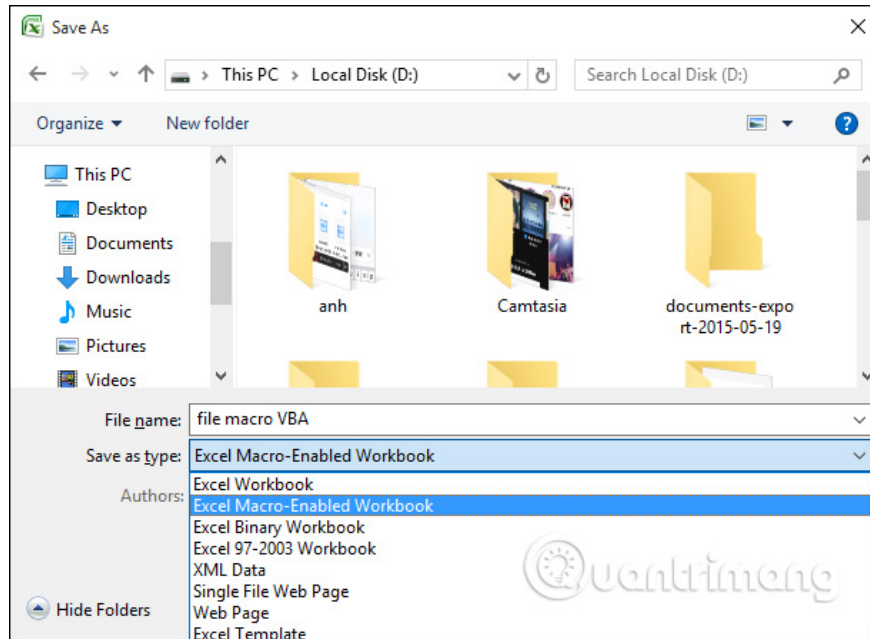 Save As
This PC > Local Disk (D:)
Search Local Disk (D:)
Organize
New folder
This PC
Desktop
Documents
Downloads
Music
Pictures
Videos
anh
Camtasia
documents-expo
rt-2015-05-19
File name: file macro VBA
Save as type: Excel Macro-Enabled Workbook
Authors:
Excel Workbook
Excel Macro-Enabled Workbook
Excel Binary Workbook
Excel 97-2003 Workbook
XML Data
Single File Web Page
Web Page
Excel Template
Hide Folders
Quantrimang